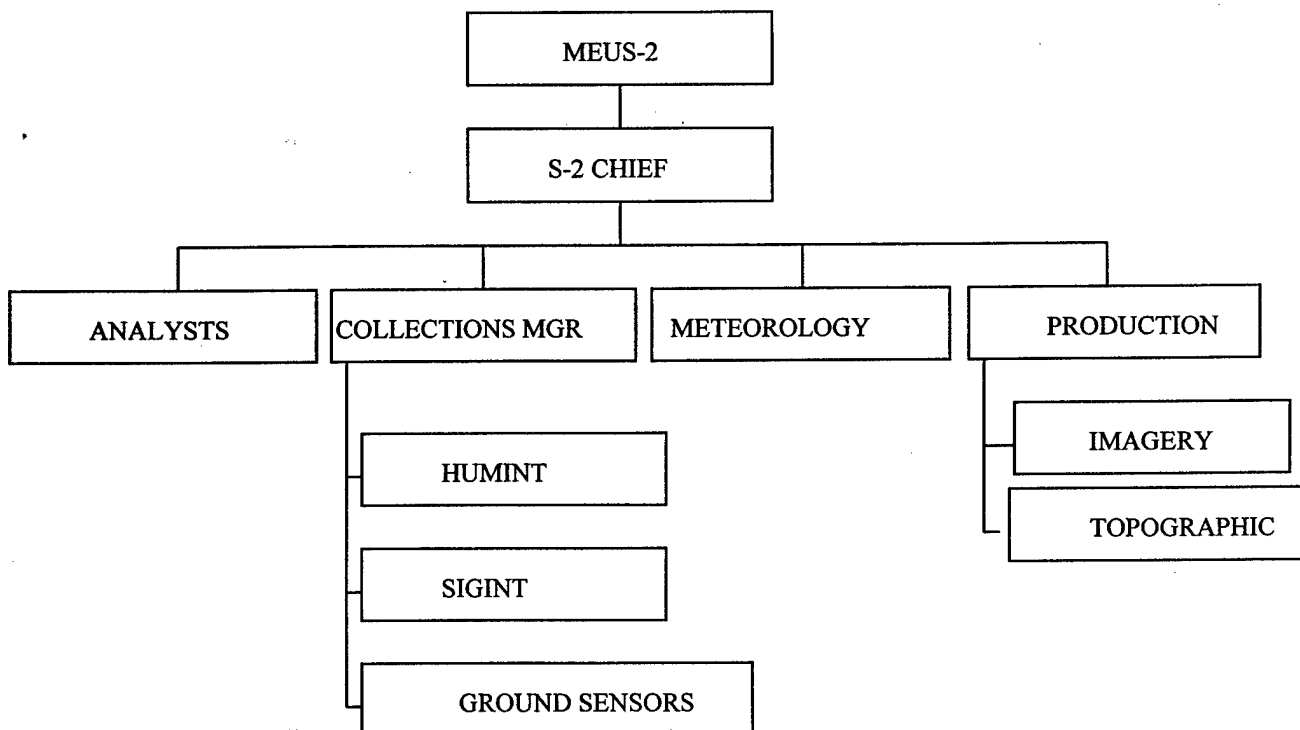 MEUS-2
S-2 CHIEF
ANALYSTS
COLLECTIONS MGR
METEOROLOGY
PRODUCTION
HUMINT
SIGINT
GROUND SENSORS
IMAGERY
TOPOGRAPHIC